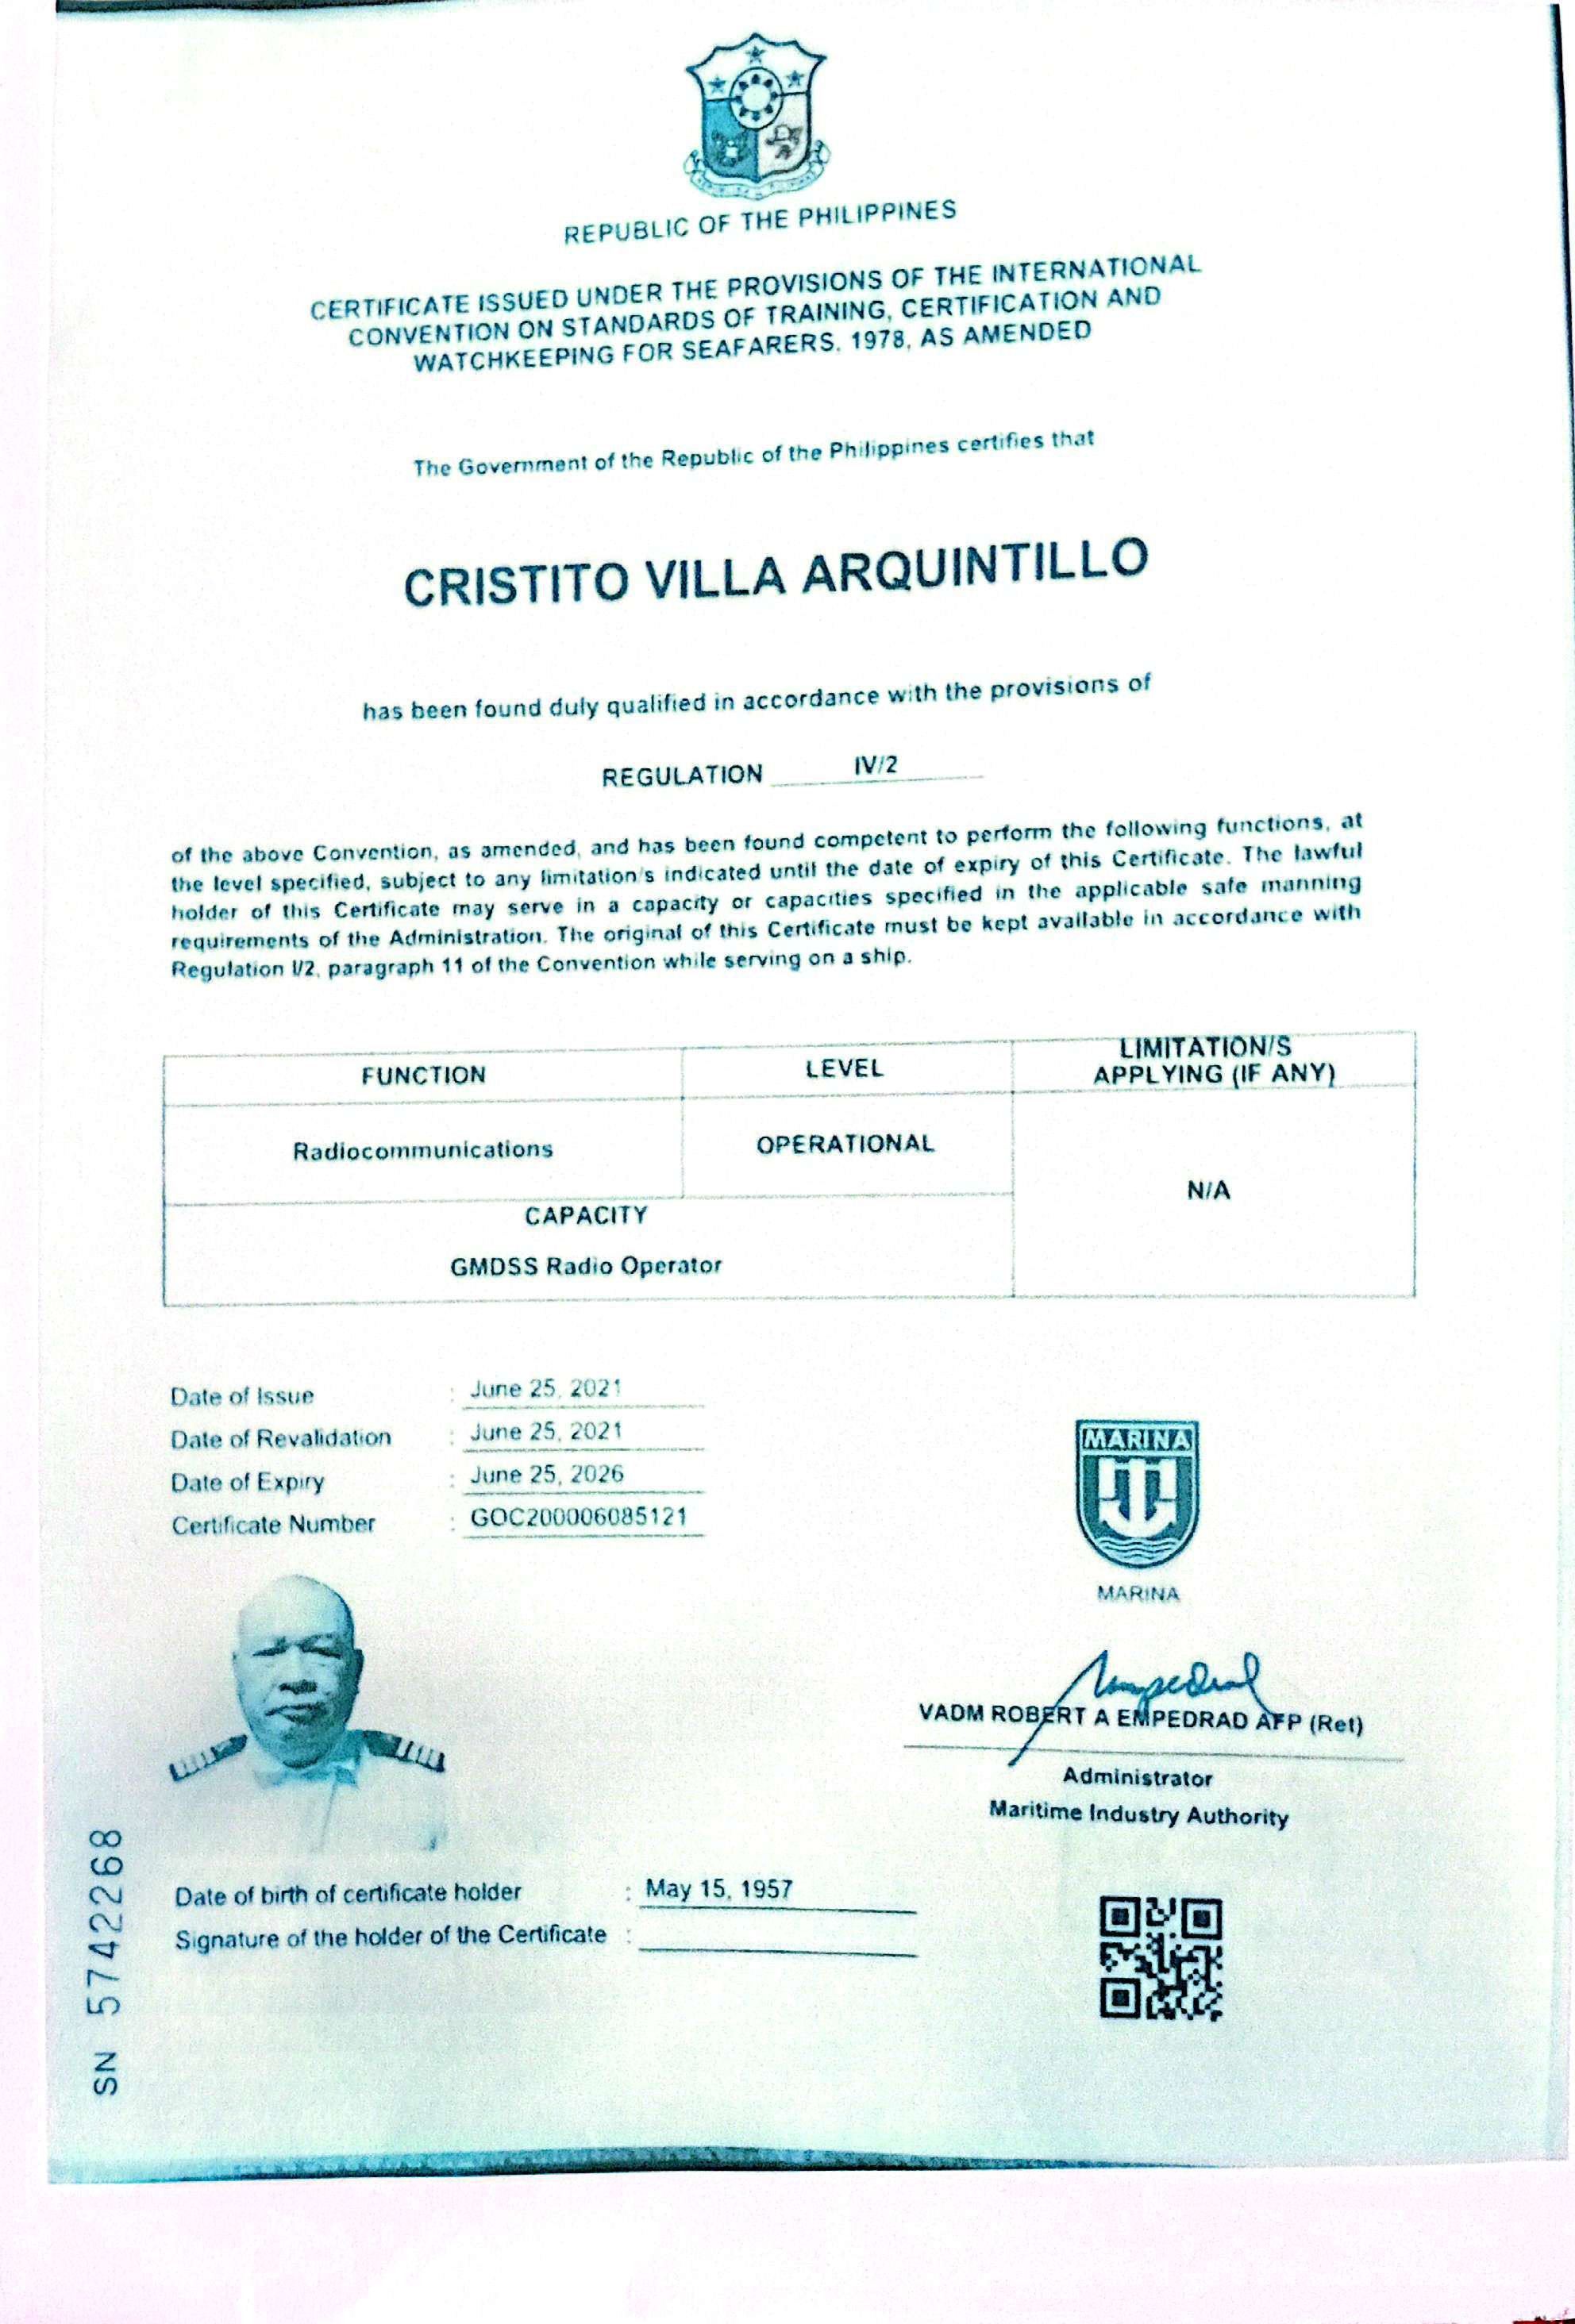 REPUBLIC OF THE PHILIPPINES
CERTIFICATE ISSUED UNDER THE PROVISIONS OF THE INTERNATIONAL
CONVENTION ON STANDARDS OF TRAINING, CERTIFICATION AND
WATCHKEEPING FOR SEAFARERS. 1978, AS AMENDED
The Government of the Republic of the Philippines certifies that
CRISTITO VILLA ARQUINTILLO
has been found duly qualified in accordance with the provisions of
REGULATION IV/2
of the above Convention, as amended, and has been found competent to perform the following functions, at
the level specified, subject to any limitation/s indicated until the date of expiry of this Certificate. The lawful
holder of this Certificate may serve in a capacity or capacities specified in the applicable safe manning
requirements of the Administration. The original of this Certificate must be kept available in accordance with
Regulation I/2, paragraph 11 of the Convention while serving on a ship.
FUNCTION LEVEL LIMITATION/S
APPLYING (IF ANY)
Radiocommunications OPERATIONAL
N/A
CAPACITY
GMDSS Radio Operator
Date of Issue : June 25, 2021
Date of Revalidation : June 25, 2021
Date of Expiry : June 25, 2026
Certificate Number : GOC200006085121
MARINA
MARINA
VADM ROBERT A EMPEDRAD AFP (Ret)
Administrator
Maritime Industry Authority
Date of birth of certificate holder : May 15, 1957
Signature of the holder of the Certificate :
SN 5742268